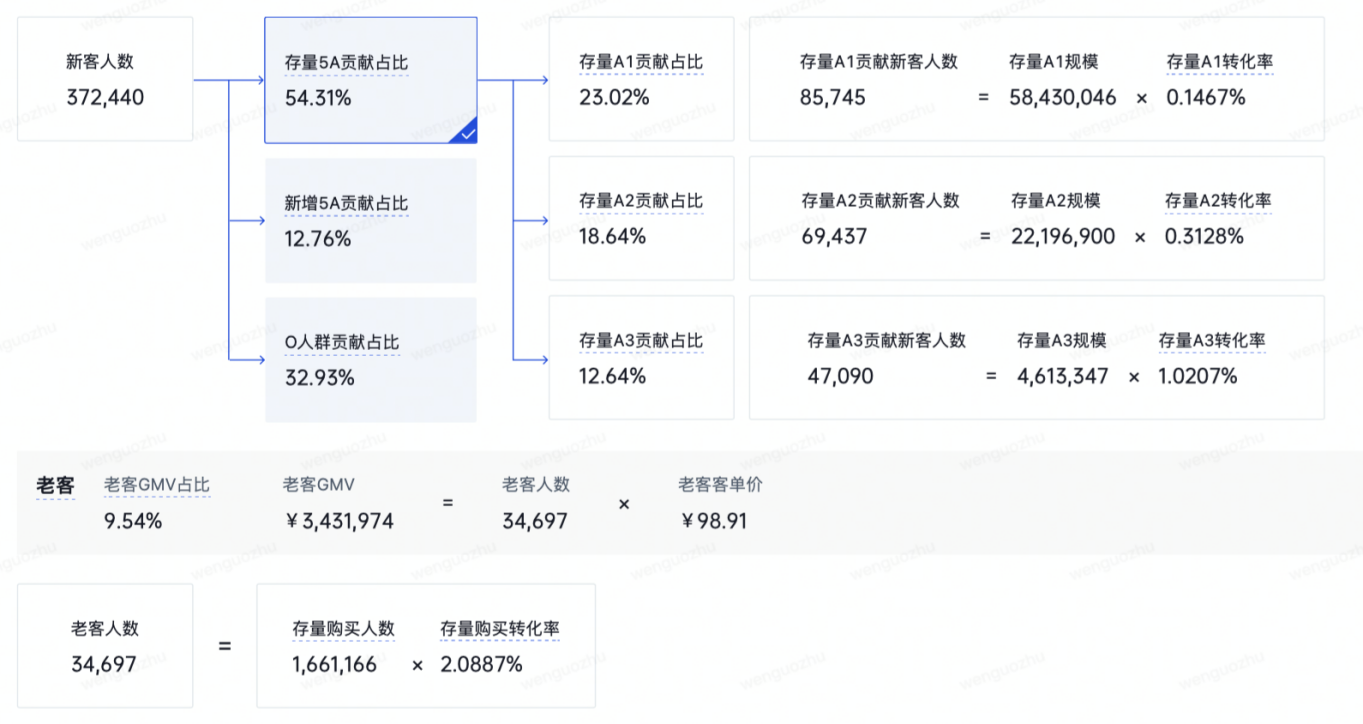 新客人数
372,440
存量5A贡献占比
54.31%
新增5A贡献占比
12.76%
O人群贡献占比
32.93%
存量A1贡献占比
23.02%
存量A1贡献新客人数 存量A1规模 存量A1转化率
85,745 = 58,430,046 × 0.1467%
存量A2贡献占比
18.64%
存量A2贡献新客人数 存量A2规模 存量A2转化率
69,437 = 22,196,900 × 0.3128%
存量A3贡献占比
12.64%
存量A3贡献新客人数 存量A3规模 存量A3转化率
47,090 = 4,613,347 × 1.0207%
老客 老客GMV占比 老客GMV 老客人数 老客客单价
9.54% ¥3,431,974 = 34,697 × ¥98.91
老客人数 存量购买人数 存量购买转化率
34,697 = 1,661,166 × 2.0887%
wenguozhu